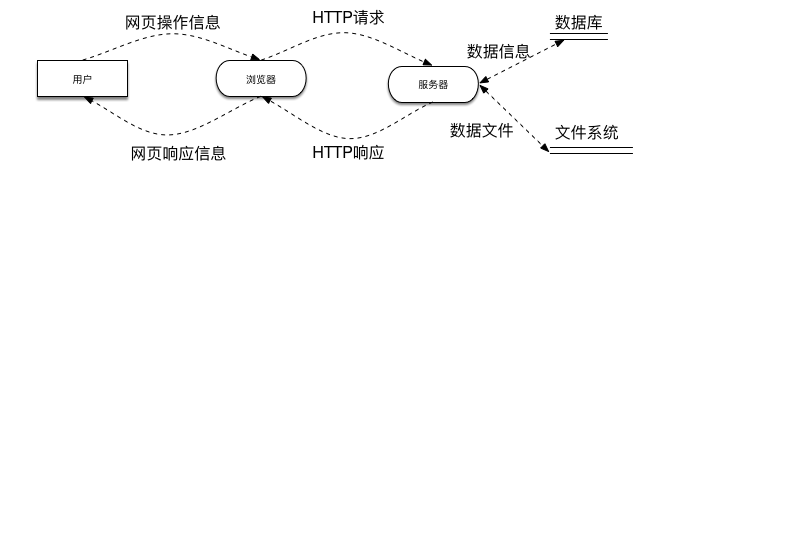 网页操作信息
HTTP请求
数据库
数据信息
用户
浏览器
服务器
数据文件
文件系统
网页响应信息
HTTP响应